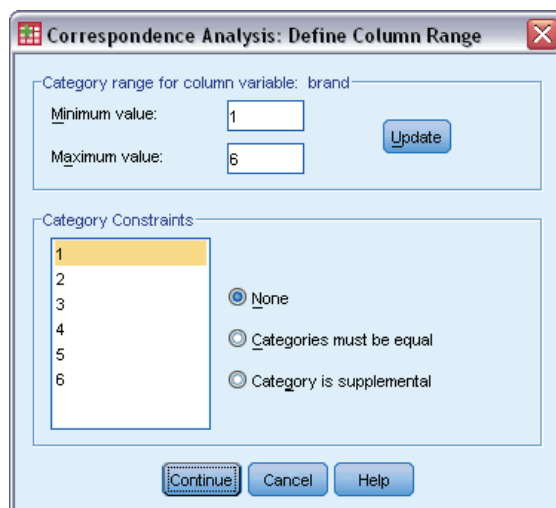 Correspondence Analysis: Define Column Range
Category range for column variable: brand
Minimum value:
1
Update
Maximum value:
6
Category Constraints
1
2
3
4
5
6
None
Categories must be equal
Category is supplemental
Continue
Cancel
Help